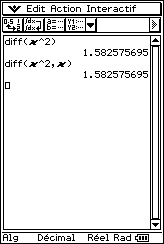 Edit Action Interactif
diff(x^2)
1.582575695
diff(x^2,x)
1.582575695
Alg Décimal Réel Rad